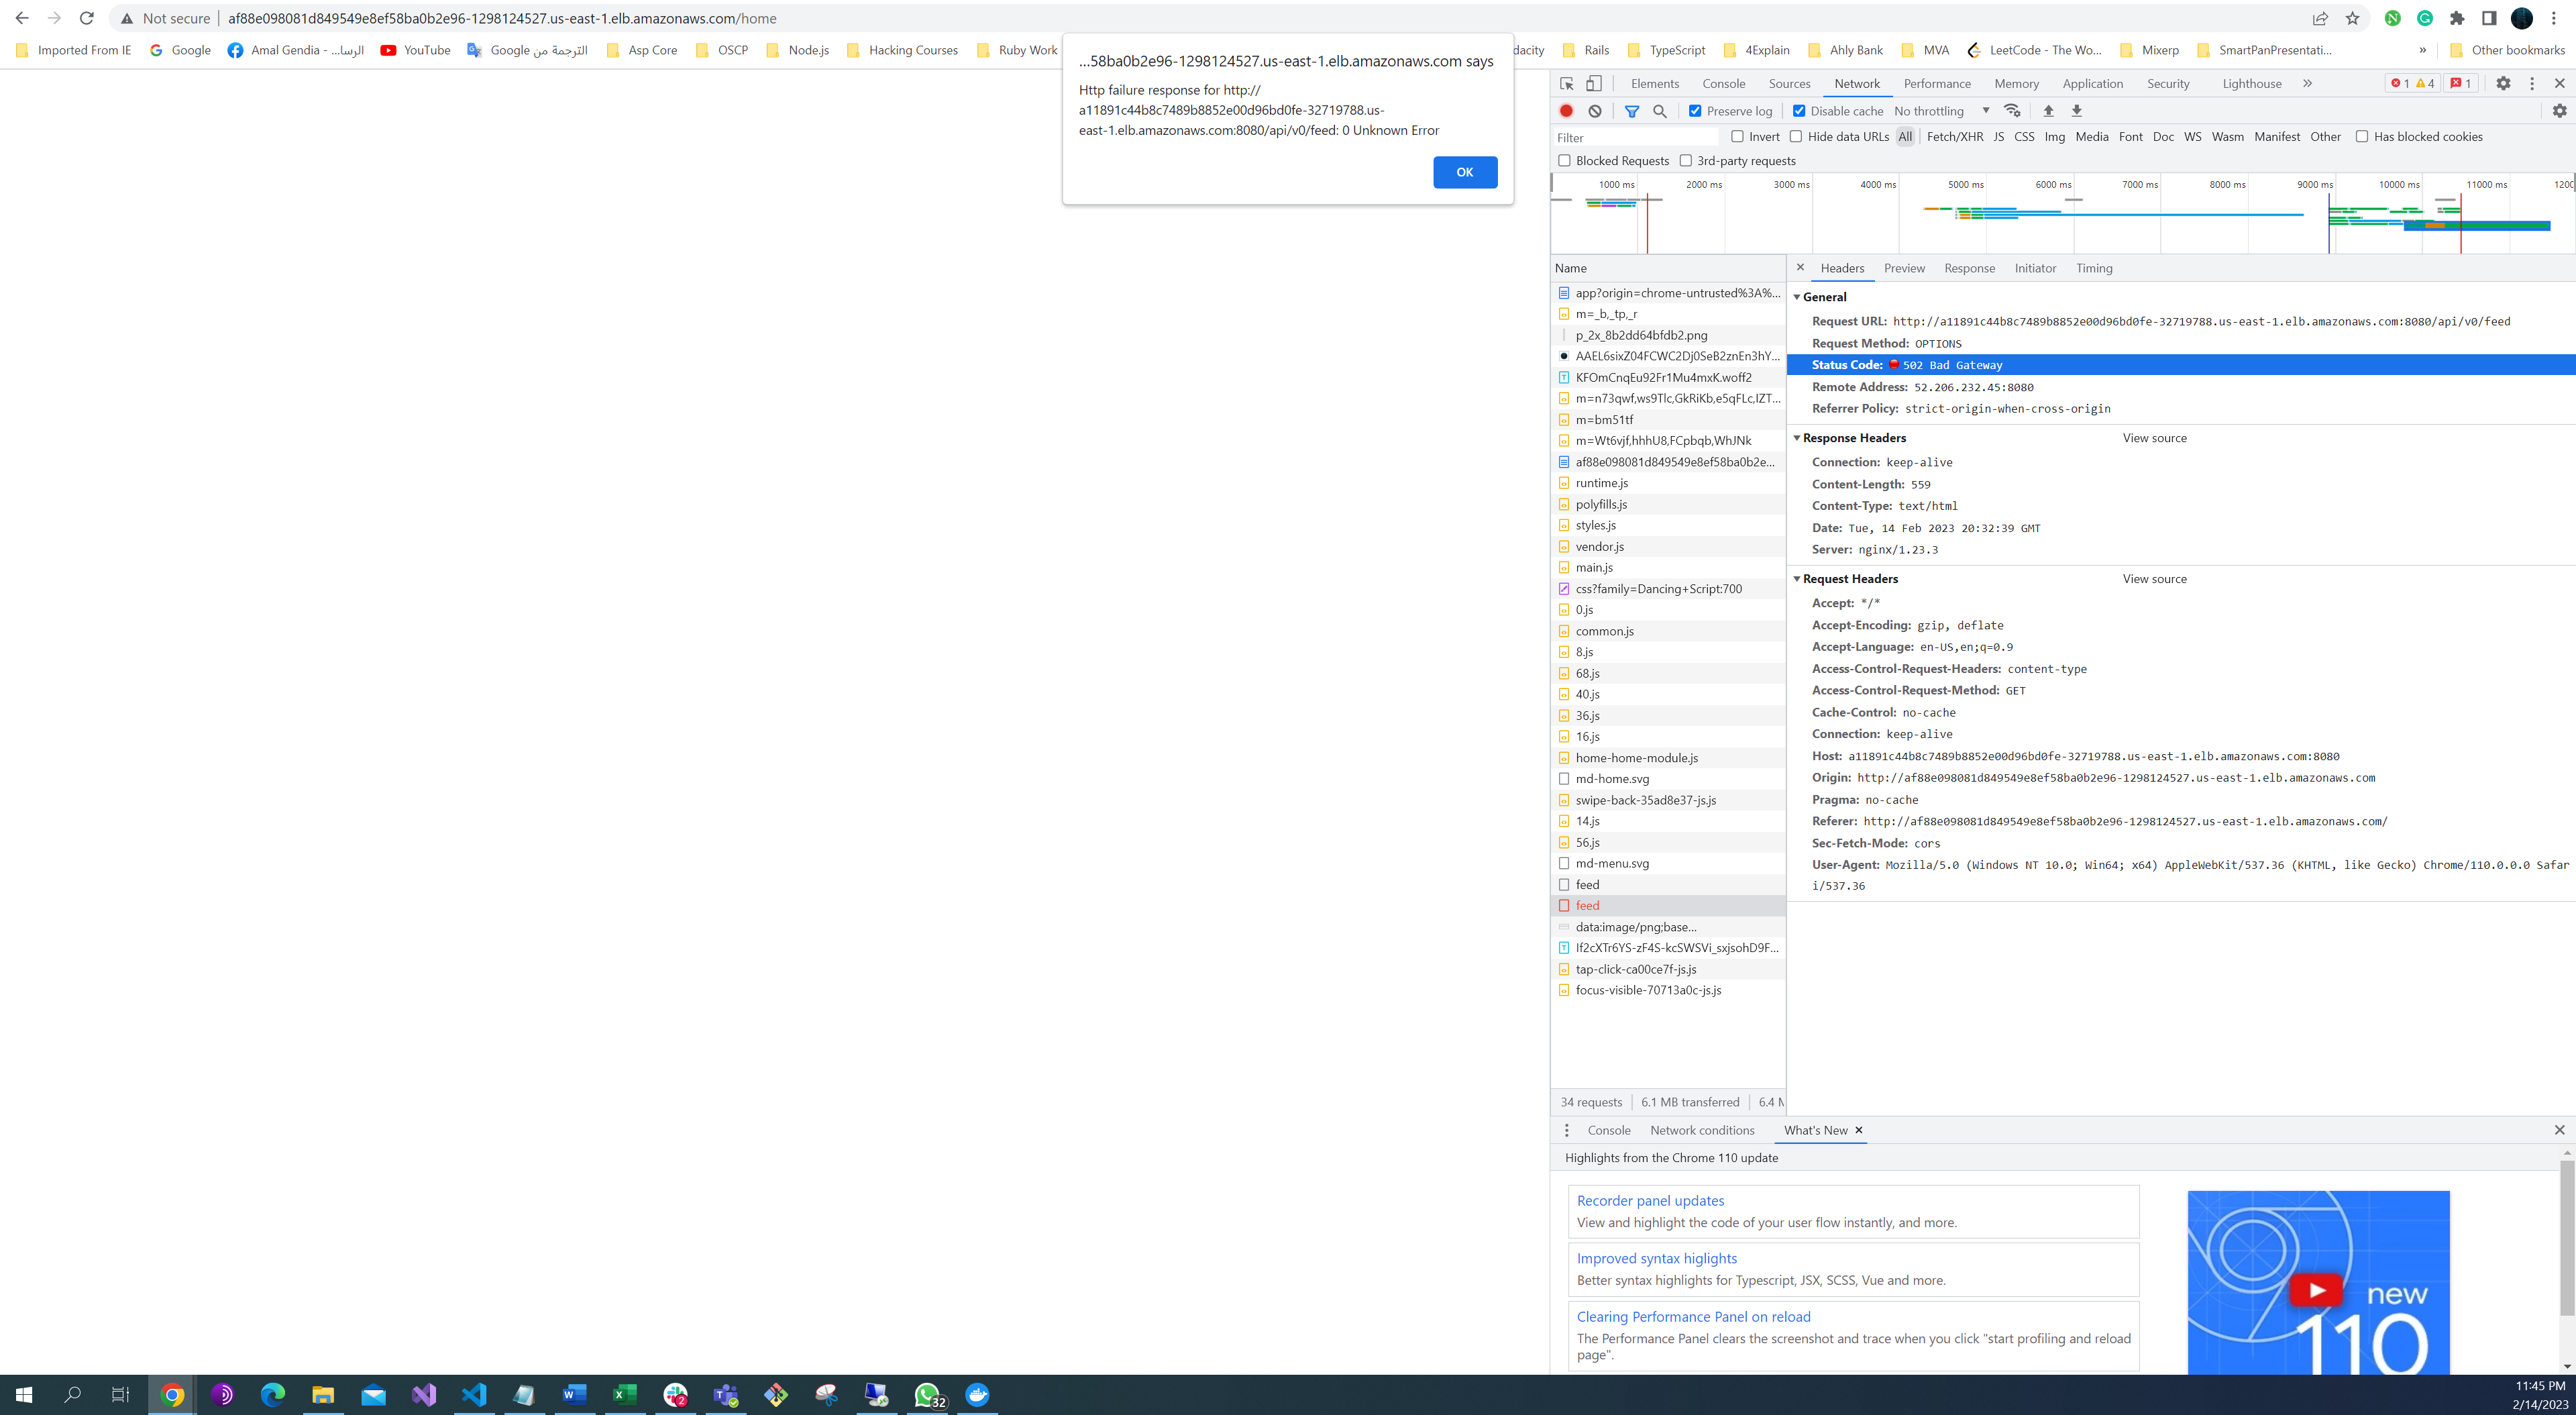 Not secure | af88e098081d849549e8ef58ba0b2e96-1298124527.us-east-1.elb.amazonaws.com/home
Imported From IE Google Amal Gendia - ...الرسا YouTube Google الترجمة من Asp Core OSCP Node.js Hacking Courses Ruby Work dacity Rails TypeScript 4Explain Ahly Bank MVA LeetCode - The Wo... Mixerp SmartPanPresentati... » Other bookmarks
...58ba0b2e96-1298124527.us-east-1.elb.amazonaws.com says
Http failure response for http://
a11891c44b8c7489b8852e00d96bd0fe-32719788.us-
east-1.elb.amazonaws.com:8080/api/v0/feed: 0 Unknown Error
OK
Elements Console Sources Network Performance Memory Application Security Lighthouse » 1 4 1
Preserve log Disable cache No throttling
Filter Invert Hide data URLs All Fetch/XHR JS CSS Img Media Font Doc WS Wasm Manifest Other Has blocked cookies
Blocked Requests 3rd-party requests
1000 ms 2000 ms 3000 ms 4000 ms 5000 ms 6000 ms 7000 ms 8000 ms 9000 ms 10000 ms 11000 ms 120
Name
app?origin=chrome-untrusted%3A%...
m=_b,_tp,_r
p_2x_8b2dd64bfdb2.png
AAEL6sixZ04FCWC2Dj0SeB2znEn3hY...
KFOmCnqEu92Fr1Mu4mxK.woff2
m=n73qwf,ws9Tlc,GkRiKb,e5qFLc,IZT...
m=bm51tf
m=Wt6vjf,hhhU8,FCpbqb,WhJNk
af88e098081d849549e8ef58ba0b2e...
runtime.js
polyfills.js
styles.js
vendor.js
main.js
css?family=Dancing+Script:700
0.js
common.js
8.js
68.js
40.js
36.js
16.js
home-home-module.js
md-home.svg
swipe-back-35ad8e37-js.js
14.js
56.js
md-menu.svg
feed
feed
data:image/png;base...
If2cXTr6YS-zF4S-kcSWSVi_sxjsohD9F...
tap-click-ca00ce7f-js.js
focus-visible-70713a0c-js.js
34 requests 6.1 MB transferred 6.4 M
Headers Preview Response Initiator Timing
General
Request URL: http://a11891c44b8c7489b8852e00d96bd0fe-32719788.us-east-1.elb.amazonaws.com:8080/api/v0/feed
Request Method: OPTIONS
Status Code: 502 Bad Gateway
Remote Address: 52.206.232.45:8080
Referrer Policy: strict-origin-when-cross-origin
Response Headers View source
Connection: keep-alive
Content-Length: 559
Content-Type: text/html
Date: Tue, 14 Feb 2023 20:32:39 GMT
Server: nginx/1.23.3
Request Headers View source
Accept: */*
Accept-Encoding: gzip, deflate
Accept-Language: en-US,en;q=0.9
Access-Control-Request-Headers: content-type
Access-Control-Request-Method: GET
Cache-Control: no-cache
Connection: keep-alive
Host: a11891c44b8c7489b8852e00d96bd0fe-32719788.us-east-1.elb.amazonaws.com:8080
Origin: http://af88e098081d849549e8ef58ba0b2e96-1298124527.us-east-1.elb.amazonaws.com
Pragma: no-cache
Referer: http://af88e098081d849549e8ef58ba0b2e96-1298124527.us-east-1.elb.amazonaws.com/
Sec-Fetch-Mode: cors
User-Agent: Mozilla/5.0 (Windows NT 10.0; Win64; x64) AppleWebKit/537.36 (KHTML, like Gecko) Chrome/110.0.0.0 Safar
i/537.36
Console Network conditions What's New
Highlights from the Chrome 110 update
Recorder panel updates
View and highlight the code of your user flow instantly, and more.
Improved syntax higlights
Better syntax highlights for Typescript, JSX, SCSS, Vue and more.
Clearing Performance Panel on reload
The Performance Panel clears the screenshot and trace when you click "start profiling and reload
page".
new
110
2 32
11:45 PM
2/14/2023